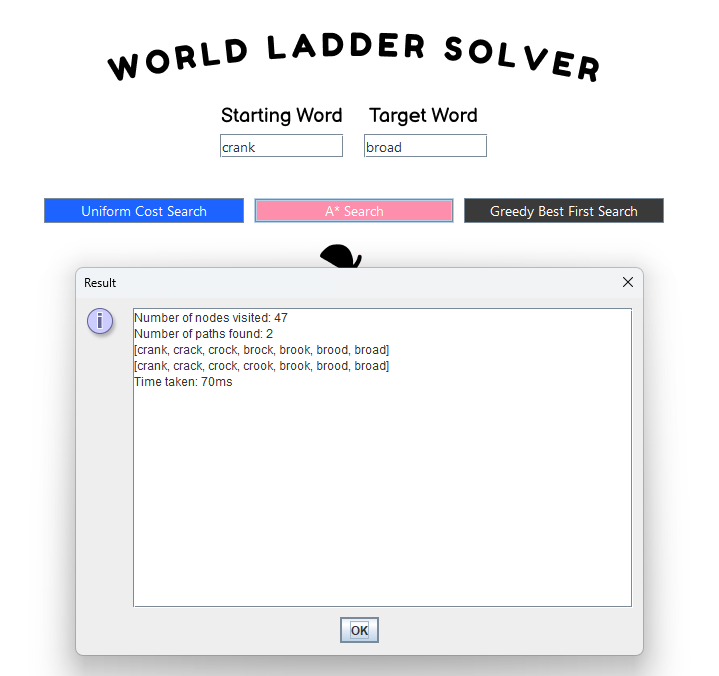 WORLD LADDER SOLVER
Starting Word Target Word
crank broad
Uniform Cost Search A* Search Greedy Best First Search
Result
Number of nodes visited: 47
Number of paths found: 2
[crank, crack, crock, brock, brook, brood, broad]
[crank, crack, crock, crook, brook, brood, broad]
Time taken: 70ms
OK